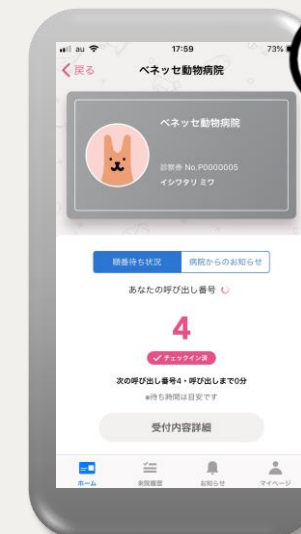 au 17:59 73%
戻る ベネッセ動物病院
ベネッセ動物病院
診察券 No.P0000005
イシワタリ ミワ
順番待ち状況 病院からのお知らせ
あなたの呼び出し番号
4
チェックイン済
次の呼び出し番号4・呼び出しまで0分
※待ち時間は目安です
受付内容詳細
ホーム 来院履歴 お知らせ マイページ